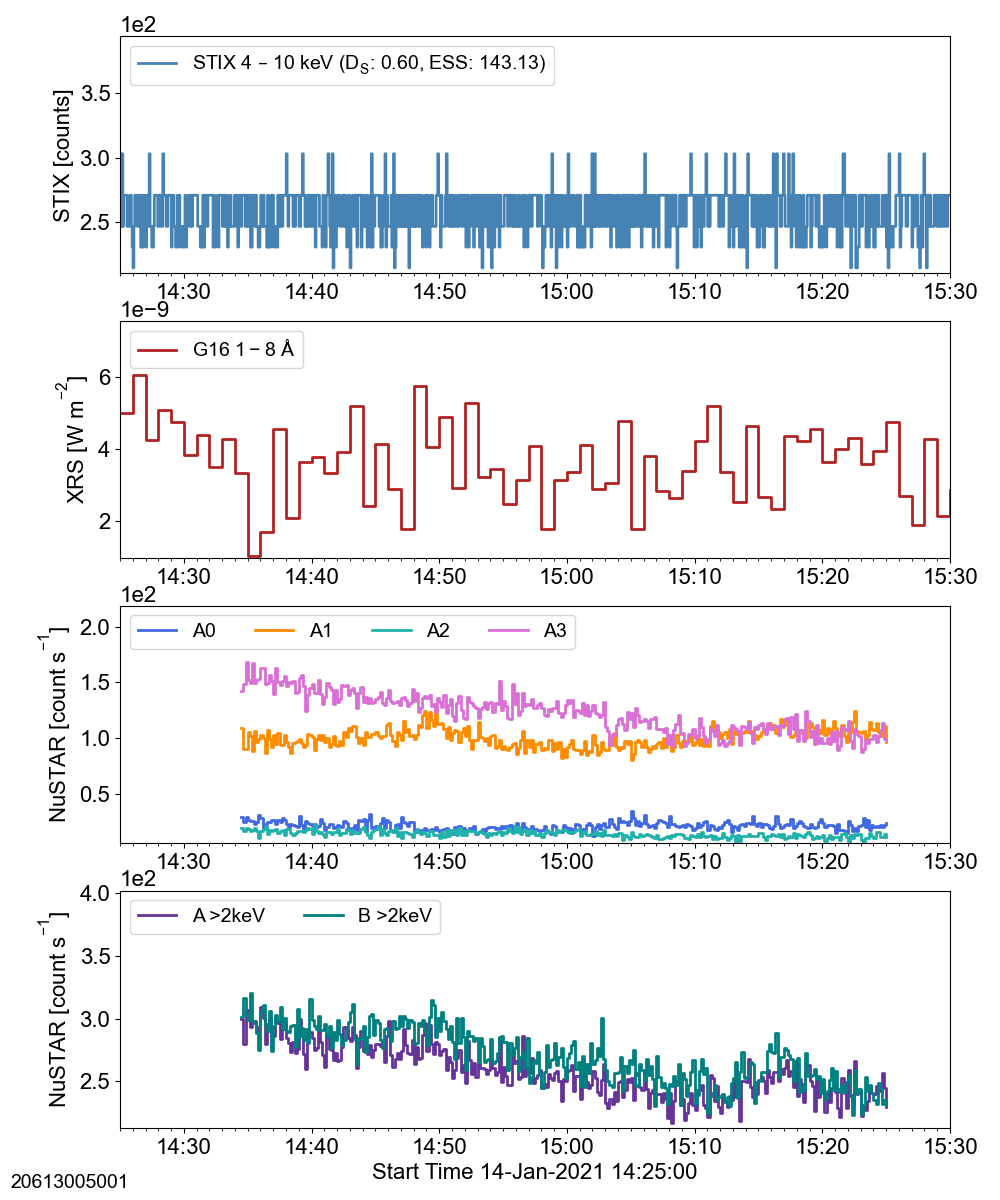 1e2
STIX 4 – 10 keV (D_S: 0.60, ESS: 143.13)
STIX [counts]
3.5
3.0
2.5
14:30 14:40 14:50 15:00 15:10 15:20 15:30
1e−9
G16 1 – 8 Å
XRS [W m⁻²]
6
4
2
14:30 14:40 14:50 15:00 15:10 15:20 15:30
1e2
A0 A1 A2 A3
NuSTAR [count s⁻¹]
2.0
1.5
1.0
0.5
14:30 14:40 14:50 15:00 15:10 15:20 15:30
1e2
A >2keV B >2keV
NuSTAR [count s⁻¹]
4.0
3.5
3.0
2.5
14:30 14:40 14:50 15:00 15:10 15:20 15:30
Start Time 14-Jan-2021 14:25:00
20613005001